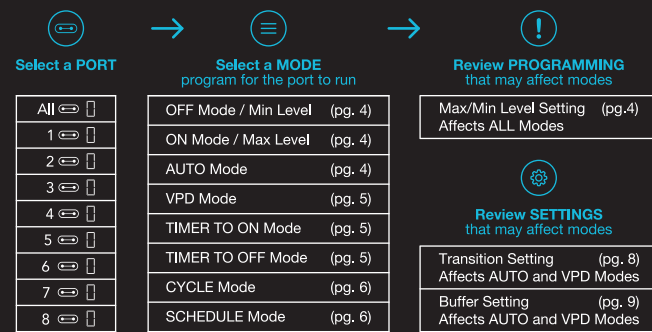 Select a PORT
All
1
2
3
4
5
6
7
8
Select a MODE
program for the port to run
OFF Mode / Min Level (pg. 4)
ON Mode / Max Level (pg. 4)
AUTO Mode (pg. 4)
VPD Mode (pg. 5)
TIMER TO ON Mode (pg. 5)
TIMER TO OFF Mode (pg. 5)
CYCLE Mode (pg. 6)
SCHEDULE Mode (pg. 6)
!
Review PROGRAMMING
that may affect modes
Max/Min Level Setting (pg.4)
Affects ALL Modes
Review SETTINGS
that may affect modes
Transition Setting (pg. 8)
Affects AUTO and VPD Modes
Buffer Setting (pg. 9)
Affects AUTO and VPD Modes